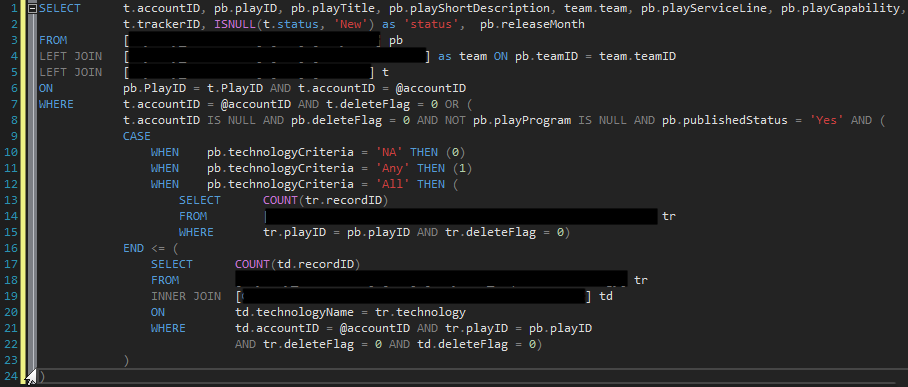 1 SELECT t.accountID, pb.playID, pb.playTitle, pb.playShortDescription, team.team, pb.playServiceLine, pb.playCapability,
2 t.trackerID, ISNULL(t.status, 'New') as 'status', pb.releaseMonth
3 FROM [ pb
4 LEFT JOIN [ ] as team ON pb.teamID = team.teamID
5 LEFT JOIN [ ] t
6 ON pb.PlayID = t.PlayID AND t.accountID = @accountID
7 WHERE t.accountID = @accountID AND t.deleteFlag = 0 OR (
8 t.accountID IS NULL AND pb.deleteFlag = 0 AND NOT pb.playProgram IS NULL AND pb.publishedStatus = 'Yes' AND (
9 CASE
10 WHEN pb.technologyCriteria = 'NA' THEN (0)
11 WHEN pb.technologyCriteria = 'Any' THEN (1)
12 WHEN pb.technologyCriteria = 'All' THEN (
13 SELECT COUNT(tr.recordID)
14 FROM tr
15 WHERE tr.playID = pb.playID AND tr.deleteFlag = 0)
16 END <= (
17 SELECT COUNT(td.recordID)
18 FROM tr
19 INNER JOIN [ ] td
20 ON td.technologyName = tr.technology
21 WHERE td.accountID = @accountID AND tr.playID = pb.playID
22 AND tr.deleteFlag = 0 AND td.deleteFlag = 0)
23 )
24 )